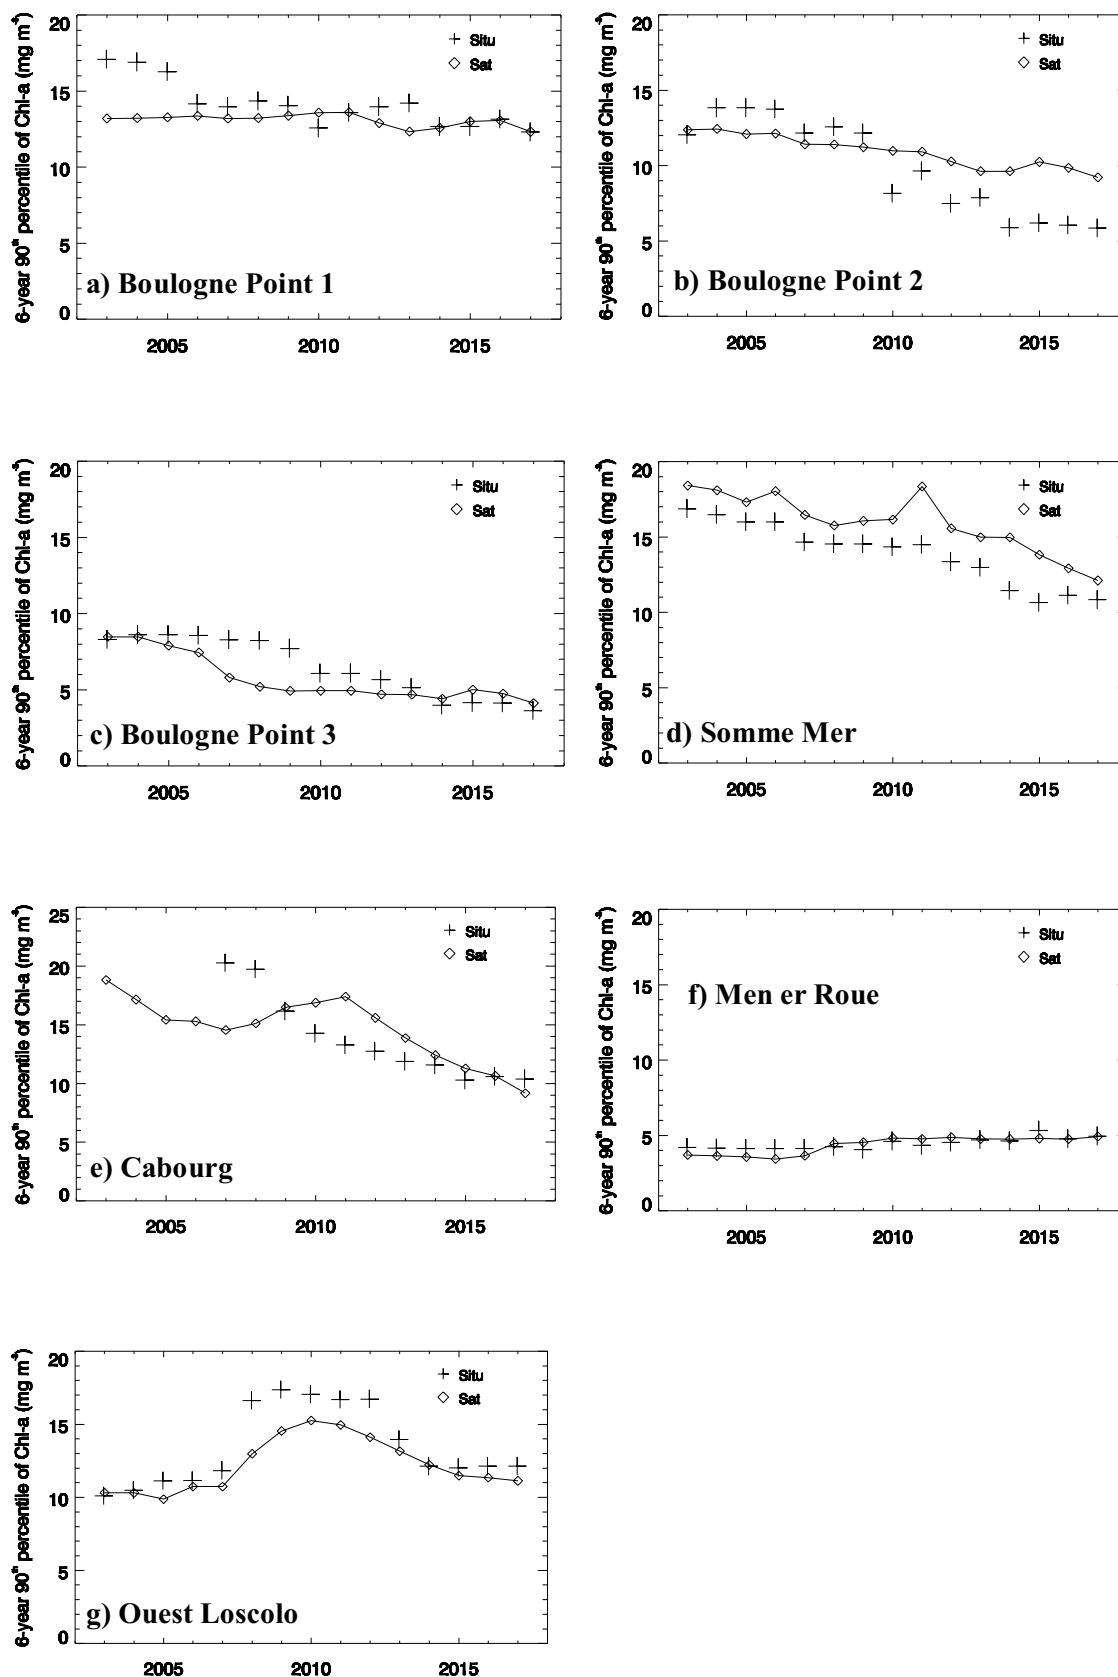 6-year 90th percentile of Chl-a (mg m-3)
20
15
10
5
0
Situ
Sat
a) Boulogne Point 1
2005 2010 2015
6-year 90th percentile of Chl-a (mg m-3)
20
15
10
5
0
Situ
Sat
b) Boulogne Point 2
2005 2010 2015
6-year 90th percentile of Chl-a (mg m-3)
20
15
10
5
0
Situ
Sat
c) Boulogne Point 3
2005 2010 2015
6-year 90th percentile of Chl-a (mg m-3)
20
15
10
5
0
Situ
Sat
d) Somme Mer
2005 2010 2015
6-year 90th percentile of Chl-a (mg m-3)
25
20
15
10
5
0
Situ
Sat
e) Cabourg
2005 2010 2015
6-year 90th percentile of Chl-a (mg m-3)
20
15
10
5
0
Situ
Sat
f) Men er Roue
2005 2010 2015
6-year 90th percentile of Chl-a (mg m-3)
20
15
10
5
0
Situ
Sat
g) Ouest Loscolo
2005 2010 2015